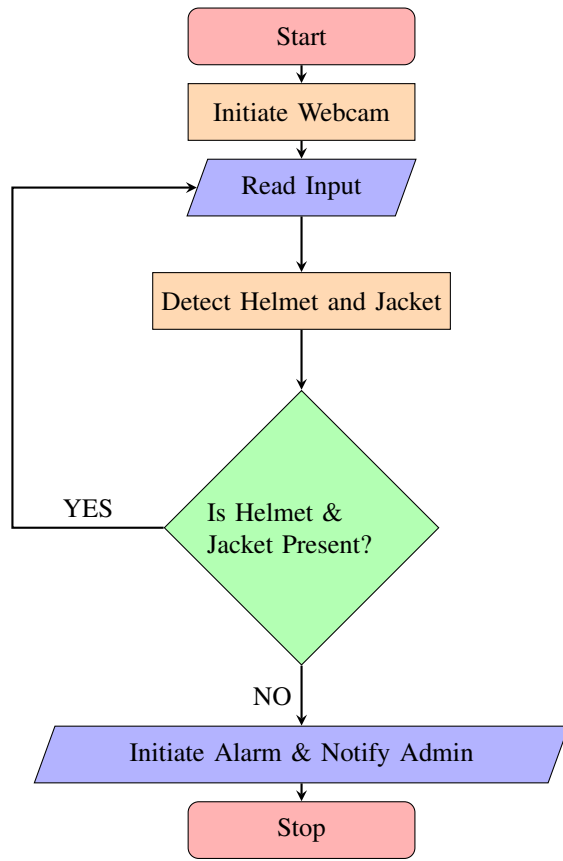 Start
Initiate Webcam
Read Input
Detect Helmet and Jacket
Is Helmet &
Jacket Present?
YES
NO
Initiate Alarm & Notify Admin
Stop